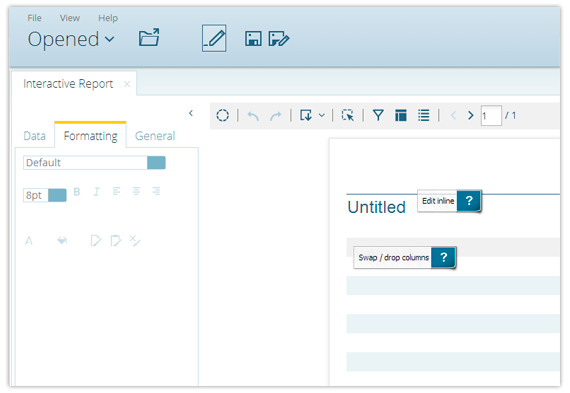 File View Help
Opened
Interactive Report ×
Data Formatting General
1 / 1
Default
8pt B I
A
Untitled
Edit inline ?
Swap / drop columns ?